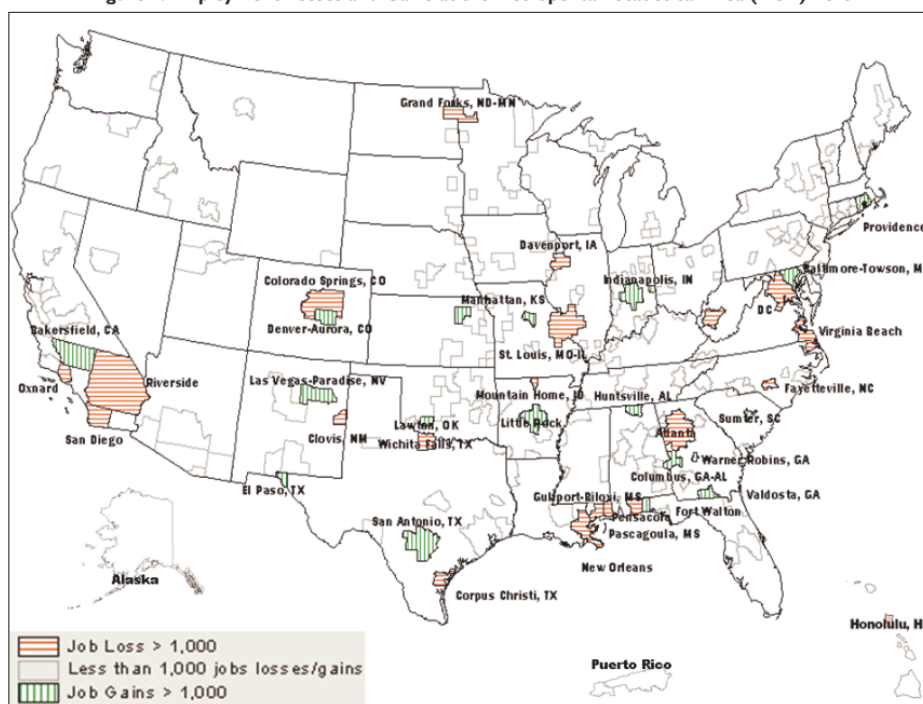 Grand Forks, ND-MN
Providence
Davenport, IA
Baltimore-Towson, M
Colorado Springs, CO
Indianapolis, IN
Manhattan, KS
DC
Bakersfield, CA
Denver-Aurora, CO
Virginia Beach
St. Louis, MO-IL
Oxnard
Riverside
Las Vegas-Paradise, NV
Mountain Home, ID
Huntsville, AL
Fayetteville, NC
San Diego
Clovis, NM
Lawton, OK
Little Rock
Atlanta
Sumter, SC
Wichita Falls, TX
Warner Robins, GA
El Paso, TX
Columbus, GA-AL
Gulfport-Biloxi, MS
Valdosta, GA
San Antonio, TX
Pensacola
Fort Walton
Pascagoula, MS
Alaska
New Orleans
Corpus Christi, TX
Honolulu, H
Job Loss > 1,000
Less than 1,000 jobs losses/gains
Puerto Rico
Job Gains > 1,000